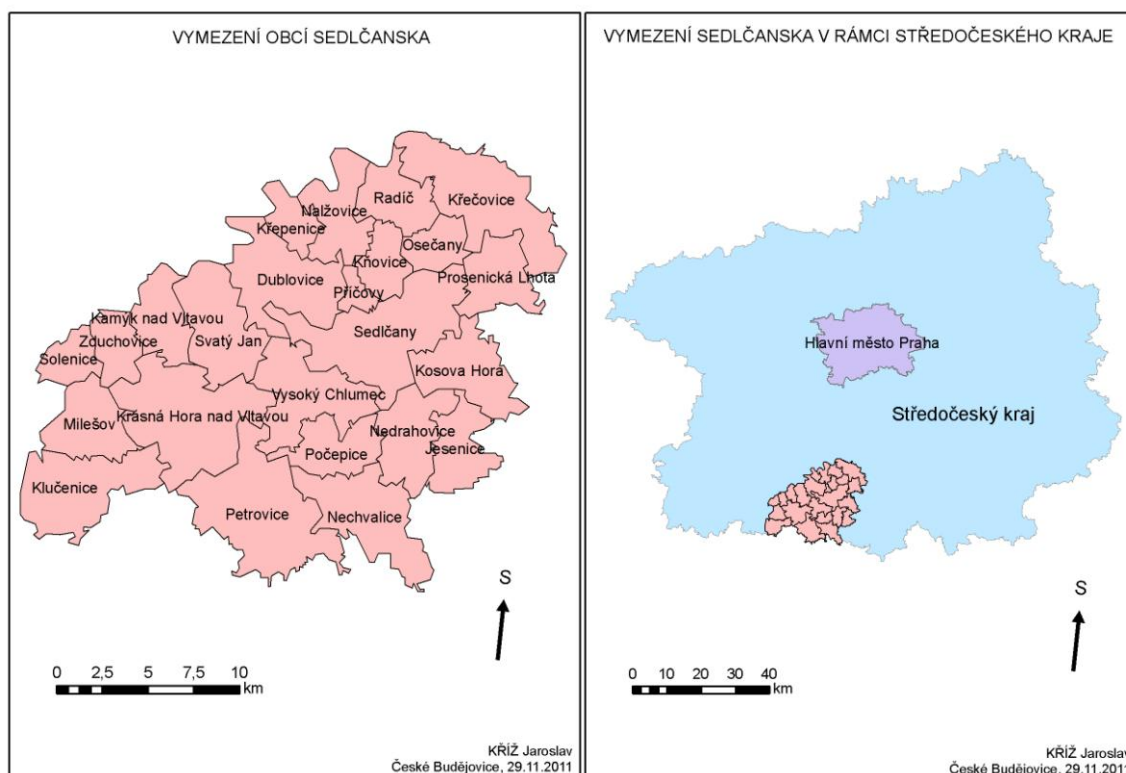 VYMEZENÍ OBCÍ SEDLČANSKA
Radíč
Křečovice
Nalžovice
Křepenice
Osečany
Kňovice
Prosenická Lhota
Dublovice
Příčovy
Kamýk nad Vltavou
Sedlčany
Zduchovice
Svatý Jan
Solenice
Kosova Hora
Vysoký Chlumec
Krásná Hora nad Vltavou
Milešov
Nedrahovice
Jesenice
Počepice
Klučenice
Petrovice
Nechvalice
S
0 2,5 5 7,5 10
km
KŘÍŽ Jaroslav
České Budějovice, 29.11.2011
VYMEZENÍ SEDLČANSKA V RÁMCI STŘEDOČESKÉHO KRAJE
Hlavní město Praha
Středočeský kraj
S
0 10 20 30 40
km
KŘÍŽ Jaroslav
České Budějovice, 29.11.2011